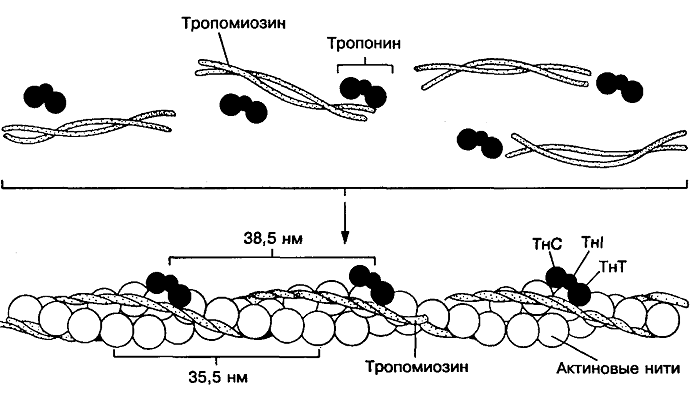 Тропомиозин
Тропонин
38,5 нм
ТнС
ТнI
ТнТ
Тропомиозин
Актиновые нити
35,5 нм